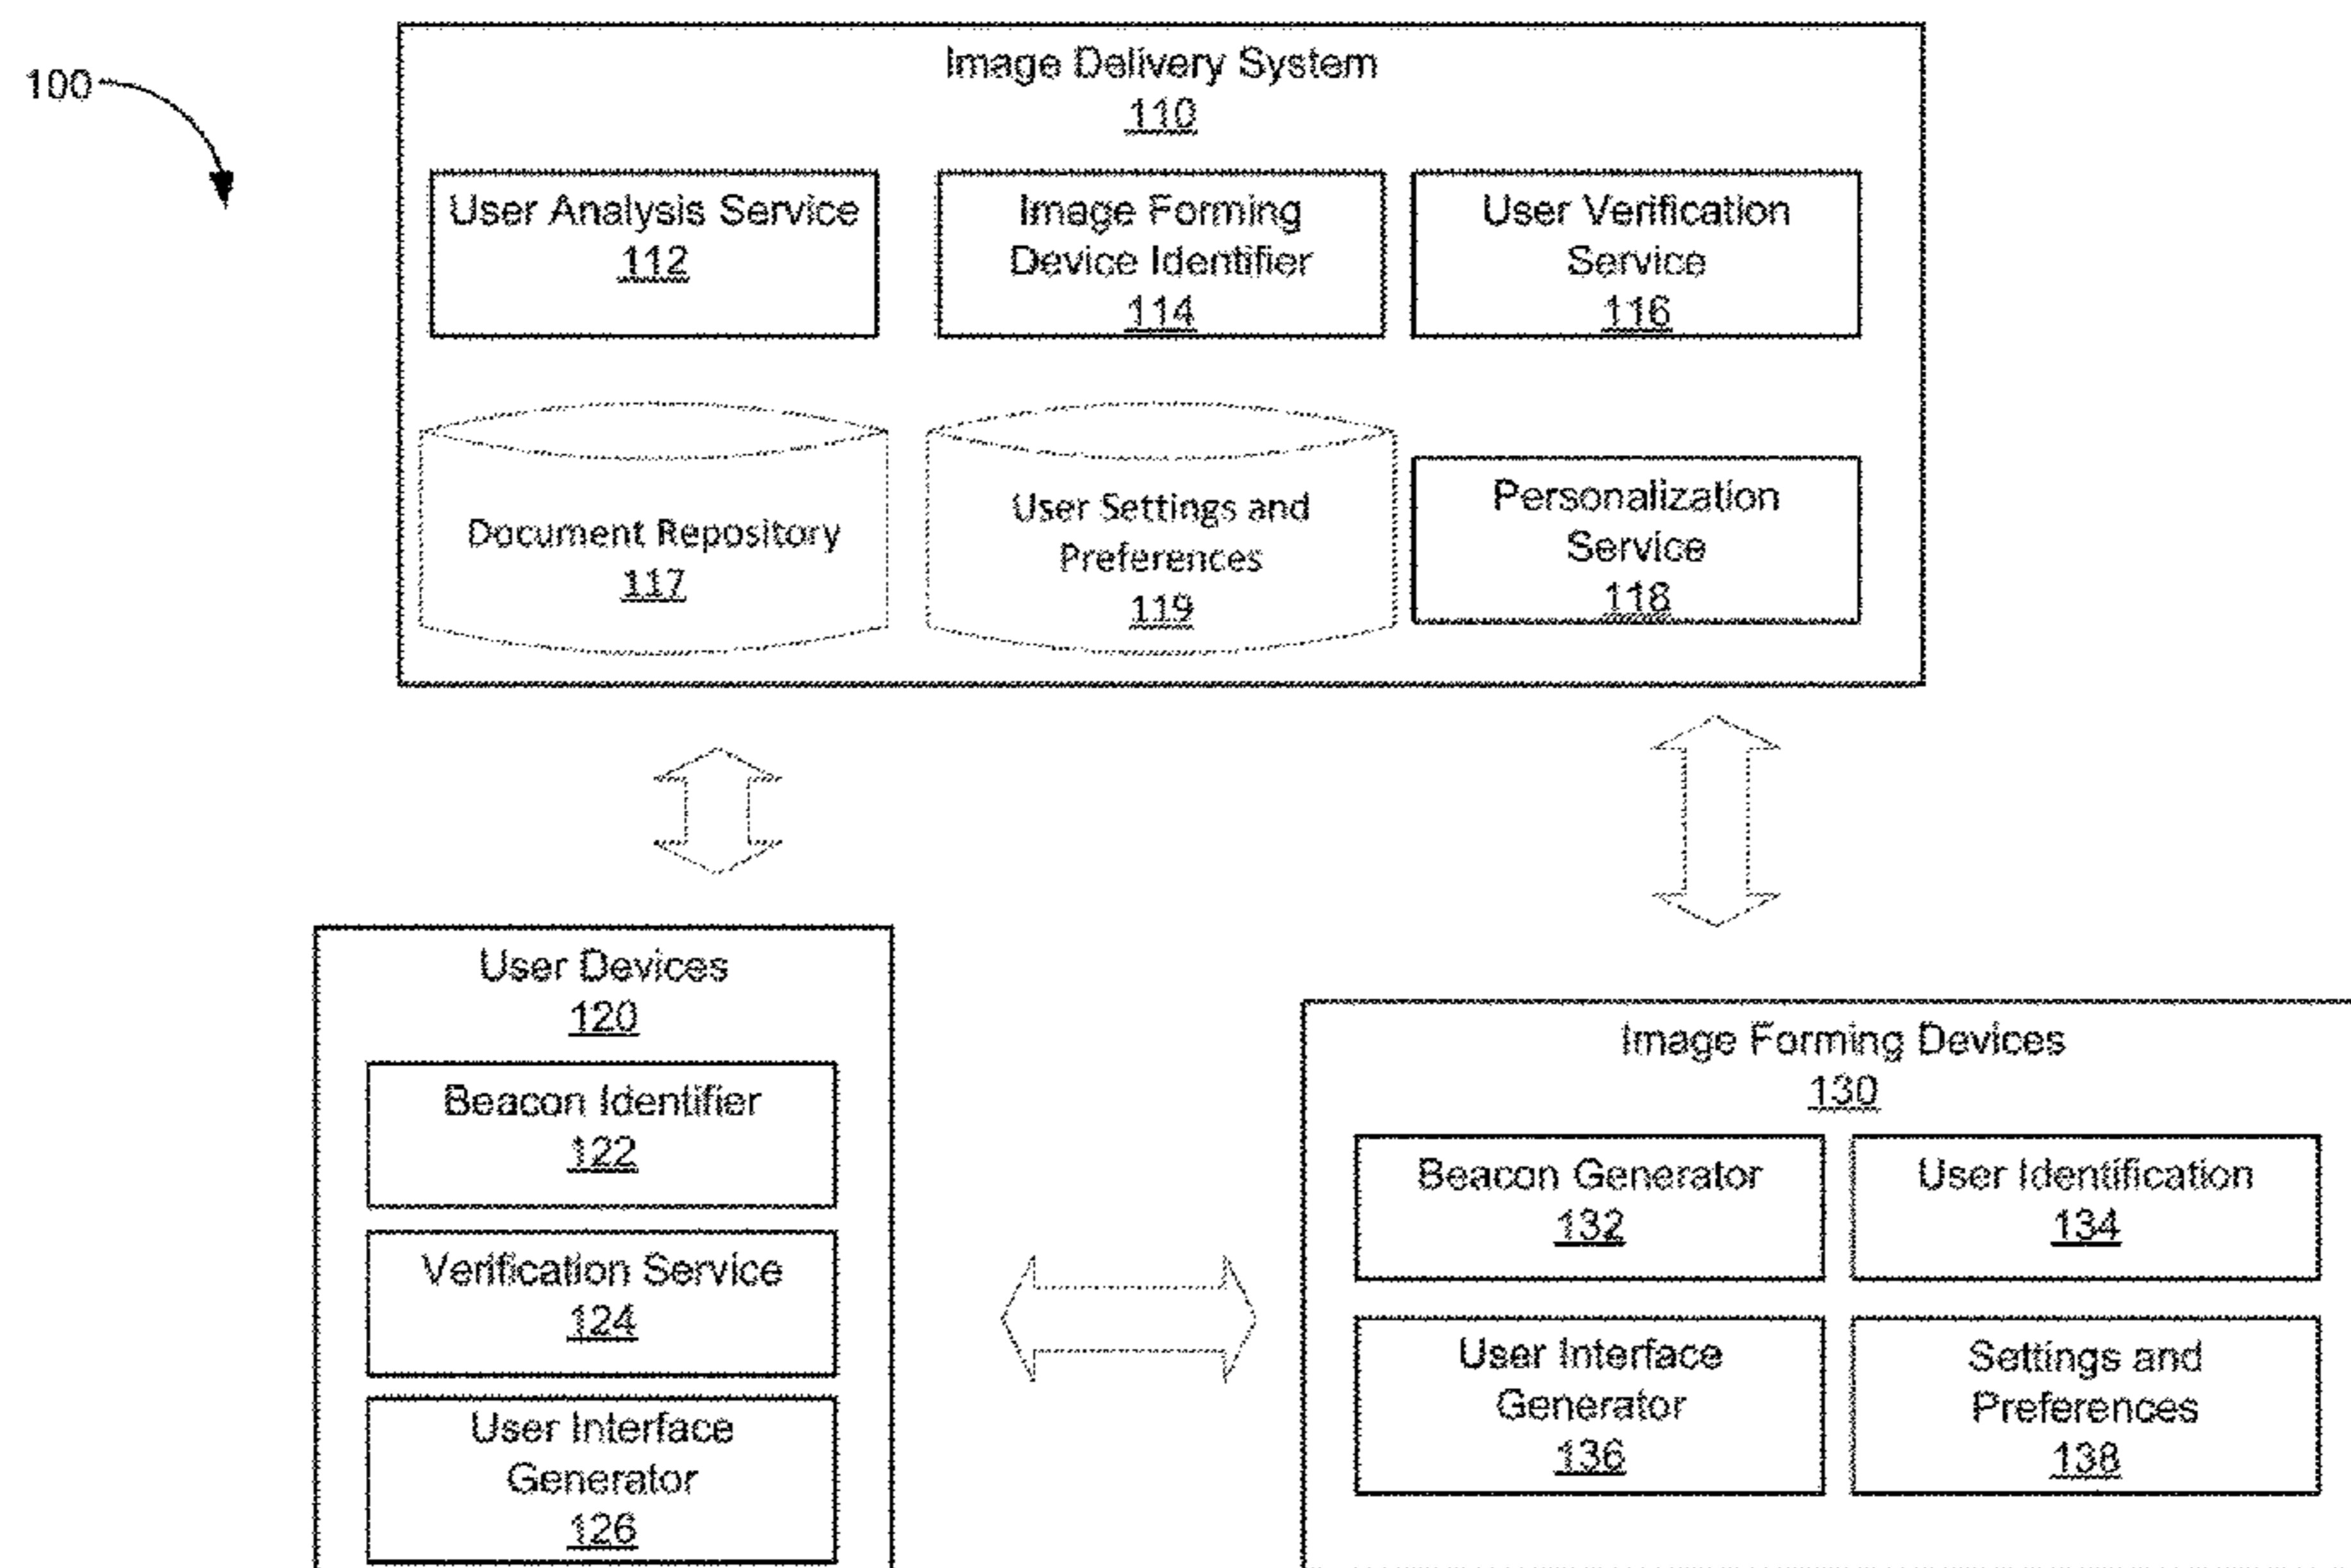 100
Image Delivery System
110
User Analysis Service
112
Image Forming
Device Identifier
114
User Verification
Service
116
Document Repository
117
User Settings and
Preferences
119
Personalization
Service
118
User Devices
120
Beacon Identifier
122
Verification Service
124
User Interface
Generator
126
Image Forming Devices
130
Beacon Generator
132
User Identification
134
User Interface
Generator
136
Settings and
Preferences
138